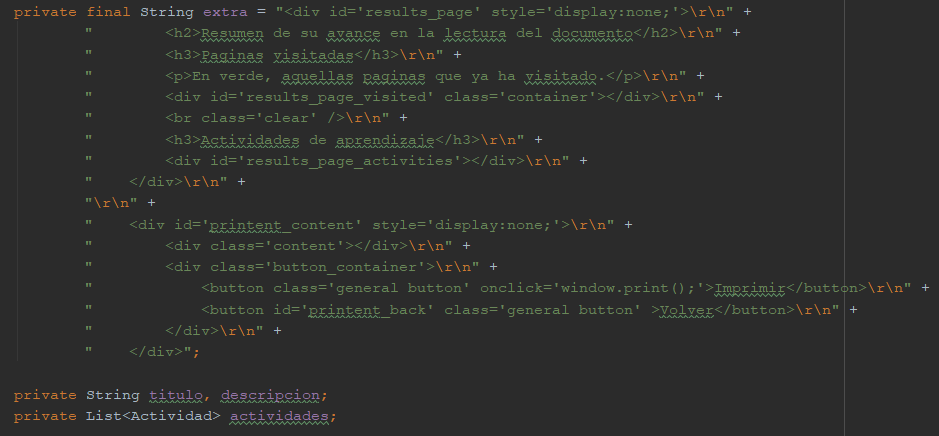 private final String extra = "<div id='results_page' style='display:none;'>\r\n" +
"        <h2>Resumen de su avance en la lectura del documento</h2>\r\n" +
"        <h3>Paginas visitadas</h3>\r\n" +
"        <p>En verde, aquellas paginas que ya ha visitado.</p>\r\n" +
"        <div id='results_page_visited' class='container'></div>\r\n" +
"        <br class='clear' />\r\n" +
"        <h3>Actividades de aprendizaje</h3>\r\n" +
"        <div id='results_page_activities'></div>\r\n" +
"    </div>\r\n" +
"\r\n" +
"    <div id='printent_content' style='display:none;'>\r\n" +
"        <div class='content'></div>\r\n" +
"        <div class='button_container'>\r\n" +
"            <button class='general button' onclick='window.print();'>Imprimir</button>\r\n" +
"            <button id='printent_back' class='general button' >Volver</button>\r\n" +
"        </div>\r\n" +
"    </div>";
private String titulo, descripcion;
private List<Actividad> actividades;